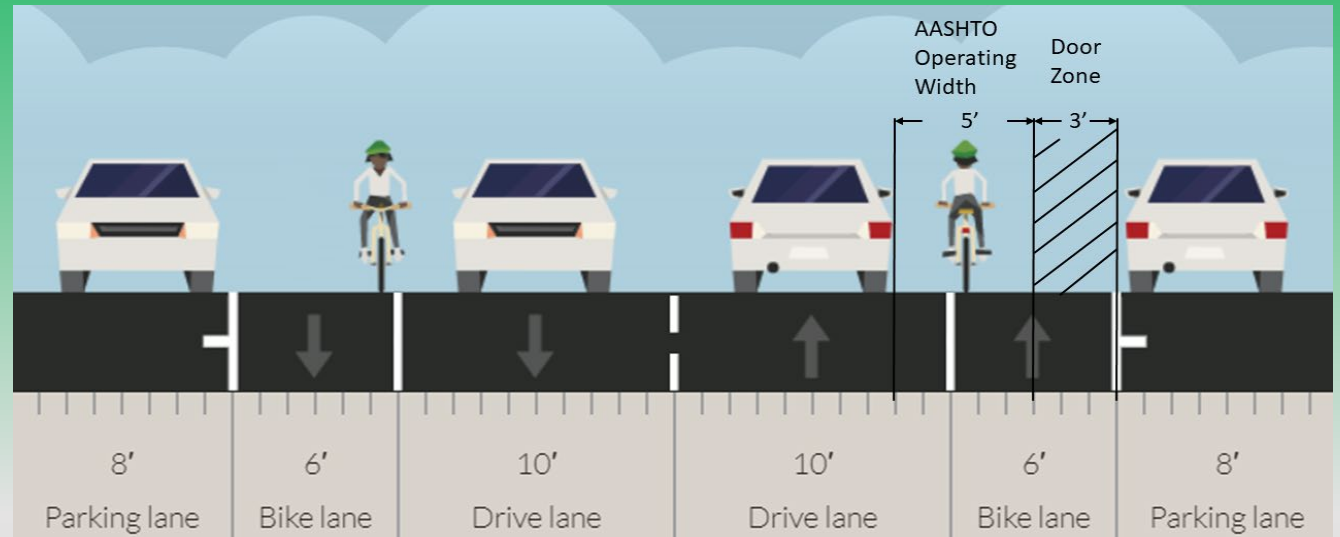 AASHTO
Operating
Width
Door
Zone
5′
3′
8′
6′
10′
10′
6′
8′
Parking lane
Bike lane
Drive lane
Drive lane
Bike lane
Parking lane